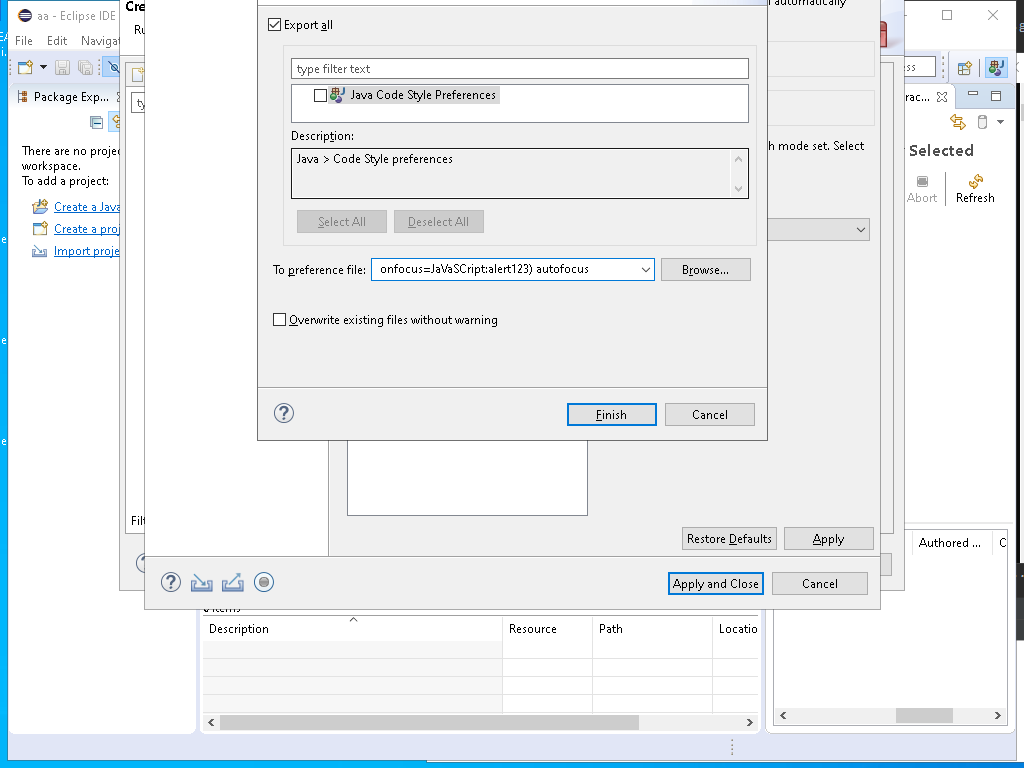 aa - Eclipse IDE
Cre
File Edit Navigat
Ru
automatically
Export all
type filter text
Java Code Style Preferences
Description:
Java > Code Style preferences
Select All
Deselect All
To preference file:
onfocus=JaVaSCript:alert123) autofocus
Browse...
Overwrite existing files without warning
Finish
Cancel
Package Exp...
There are no projec
workspace.
To add a project:
Create a Java
Create a proj
Import proje
ty
Filt
h mode set. Select
ss
rac...
Selected
Abort
Refresh
Restore Defaults
Apply
Apply and Close
Cancel
Authored ...
C
items
Description
Resource
Path
Locatio